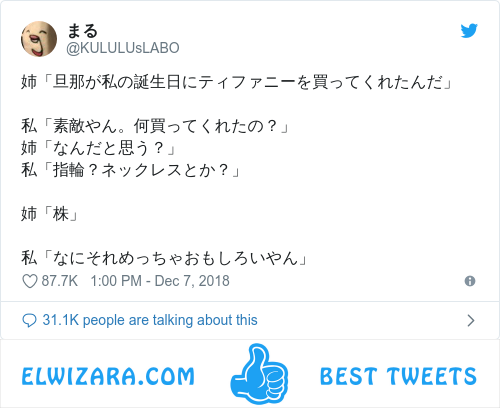 まる
@KULULUsLABO
姉「旦那が私の誕生日にティファニーを買ってくれたんだ」
私「素敵やん。何買ってくれたの？」
姉「なんだと思う？」
私「指輪？ネックレスとか？」
姉「株」
私「なにそれめっちゃおもしろいやん」
87.7K 1:00 PM - Dec 7, 2018
31.1K people are talking about this
ELWIZARA.COM BEST TWEETS